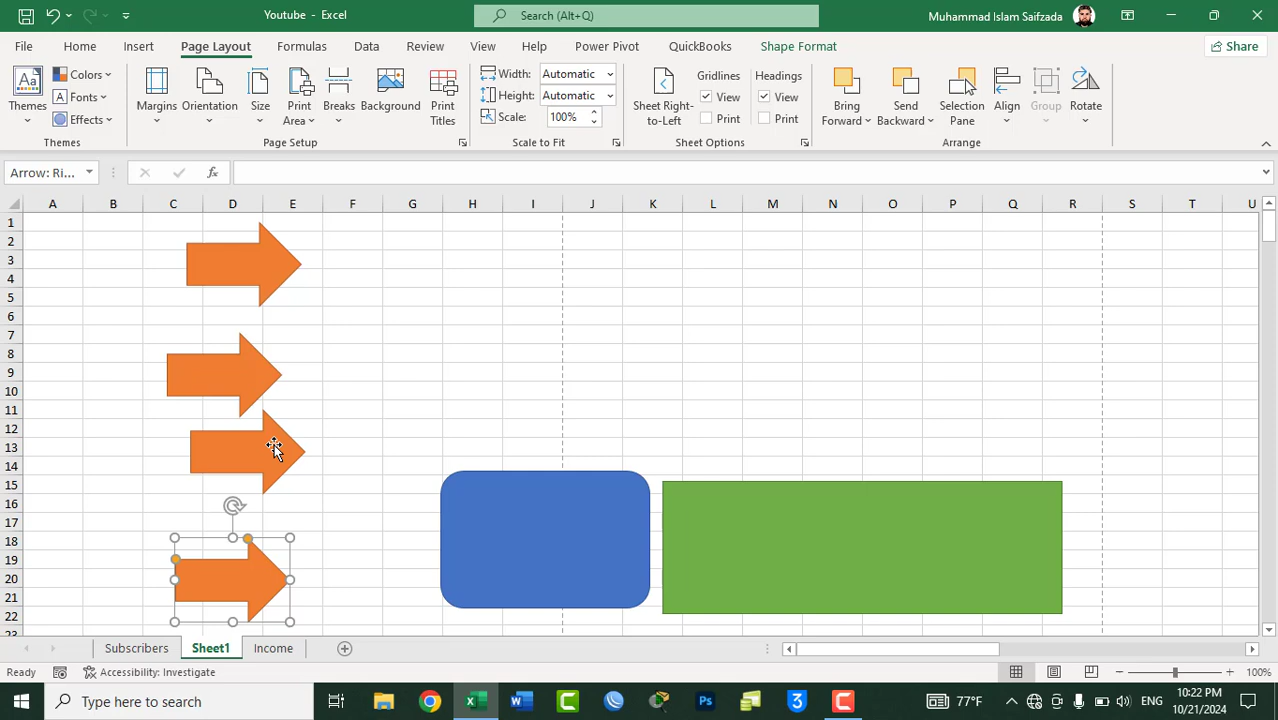 Youtube - Excel
Search (Alt+Q)
Muhammad Islam Saifzada
File Home Insert Page Layout Formulas Data Review View Help Power Pivot QuickBooks Shape Format Share
Themes
Colors
Fonts
Effects
Themes
Margins Orientation Size Print Area Breaks Background Print Titles
Page Setup
Width: Automatic
Height: Automatic
Scale: 100%
Scale to Fit
Sheet Right-to-Left
Gridlines Headings
View View
Print Print
Sheet Options
Bring Forward Send Backward Selection Pane Align Group Rotate
Arrange
Arrow: Ri...
fx
A B C D E F G H I J K L M N O P Q R S T U
1
2
3
4
5
6
7
8
9
10
11
12
13
14
15
16
17
18
19
20
21
22
23
Subscribers Sheet1 Income
Ready Accessibility: Investigate 100%
Type here to search
77°F
ENG
10:22 PM
10/21/2024